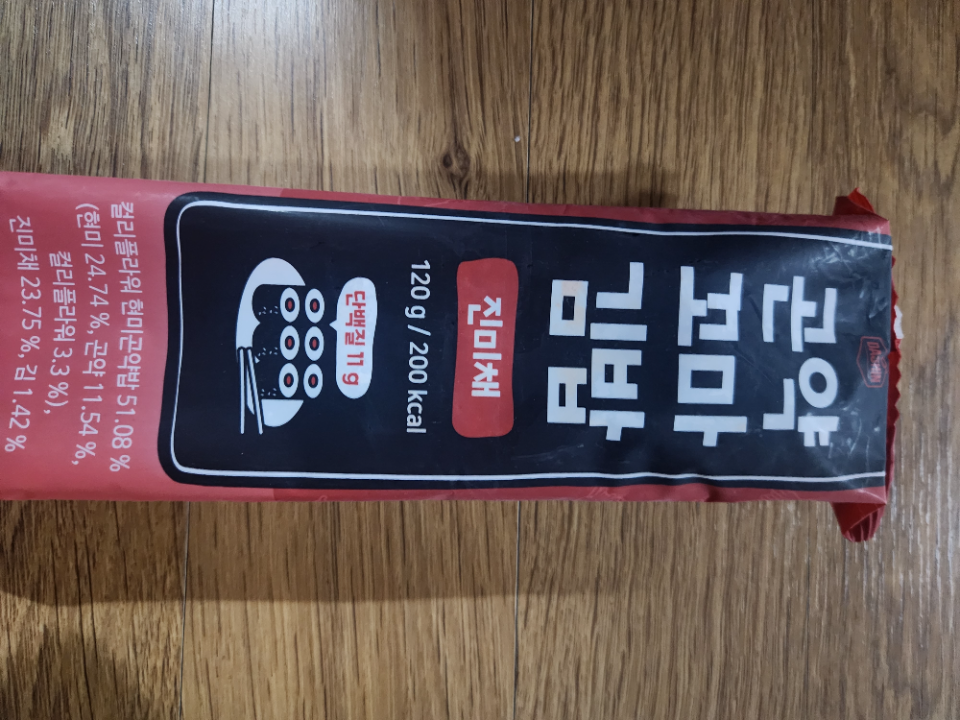 곤약
꼬마
김밥
진미채
120 g / 200 kcal
단백질 11 g
컬리플라워 현미곤약밥 51.08 %
(현미 24.74 %, 곤약 11.54 %,
컬리플라워 3.3 %),
진미채 23.75 %, 김 1.42 %